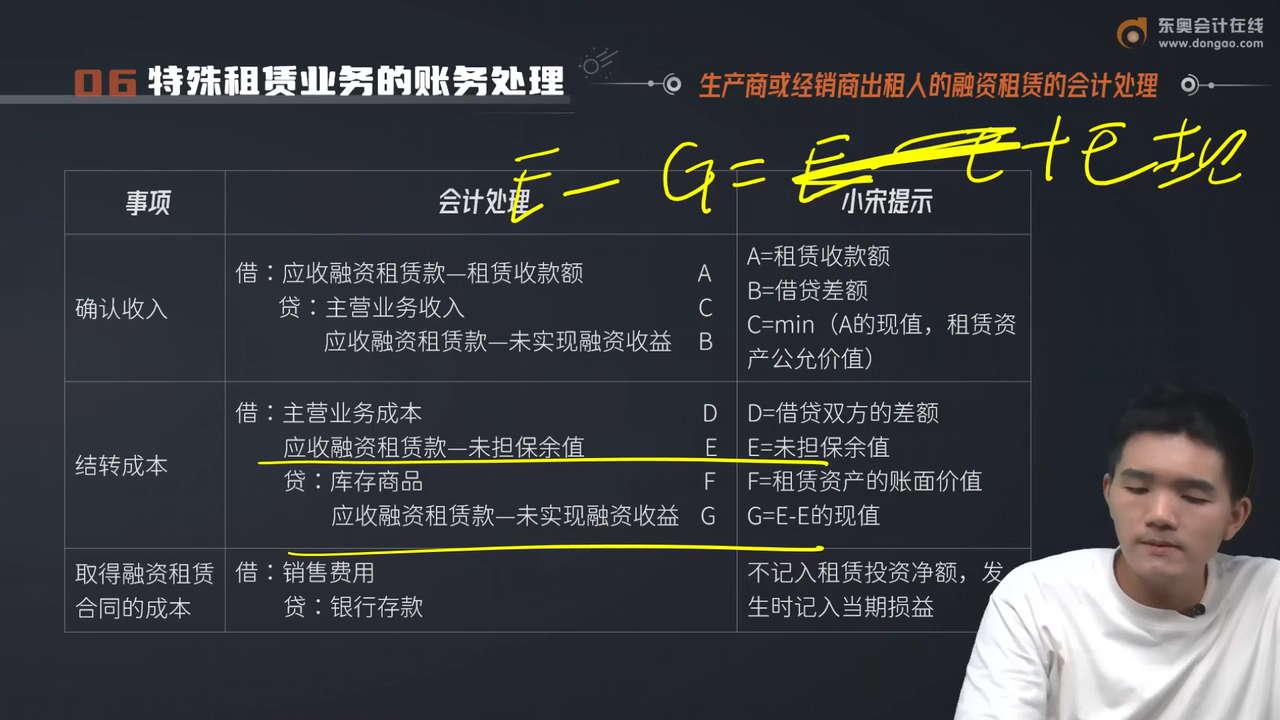 东奥会计在线
www.dongao.com
06 特殊租赁业务的账务处理
生产商或经销商出租人的融资租赁的会计处理
E - G = E - E + E现
事项
会计处理
小宋提示
确认收入
借：应收融资租赁款—租赁收款额 A
贷：主营业务收入 C
应收融资租赁款—未实现融资收益 B
A=租赁收款额
B=借贷差额
C=min（A的现值，租赁资
产公允价值）
结转成本
借：主营业务成本 D
应收融资租赁款—未担保余值 E
贷：库存商品 F
应收融资租赁款—未实现融资收益 G
D=借贷双方的差额
E=未担保余值
F=租赁资产的账面价值
G=E-E的现值
取得融资租赁
合同的成本
借：销售费用
贷：银行存款
不记入租赁投资净额，发
生时记入当期损益